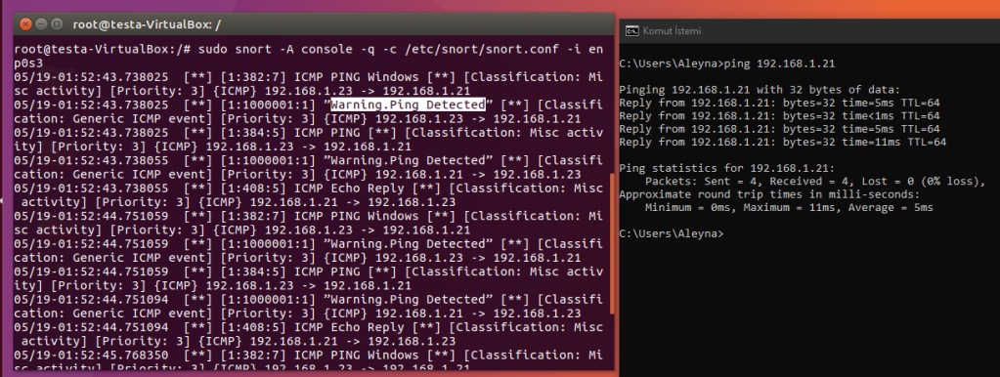 root@testa-VirtualBox: /
root@testa-VirtualBox:/# sudo snort -A console -q -c /etc/snort/snort.conf -i en
p0s3
05/19-01:52:43.738025  [**] [1:382:7] ICMP PING Windows [**] [Classification: Mi
sc activity] [Priority: 3] {ICMP} 192.168.1.23 -> 192.168.1.21
05/19-01:52:43.738025  [**] [1:1000001:1] ”Warning.Ping Detected” [**] [Classifi
cation: Generic ICMP event] [Priority: 3] {ICMP} 192.168.1.23 -> 192.168.1.21
05/19-01:52:43.738025  [**] [1:384:5] ICMP PING [**] [Classification: Misc activ
ity] [Priority: 3] {ICMP} 192.168.1.23 -> 192.168.1.21
05/19-01:52:43.738055  [**] [1:1000001:1] ”Warning.Ping Detected” [**] [Classifi
cation: Generic ICMP event] [Priority: 3] {ICMP} 192.168.1.21 -> 192.168.1.23
05/19-01:52:43.738055  [**] [1:408:5] ICMP Echo Reply [**] [Classification: Misc
 activity] [Priority: 3] {ICMP} 192.168.1.21 -> 192.168.1.23
05/19-01:52:44.751059  [**] [1:382:7] ICMP PING Windows [**] [Classification: Mi
sc activity] [Priority: 3] {ICMP} 192.168.1.23 -> 192.168.1.21
05/19-01:52:44.751059  [**] [1:1000001:1] ”Warning.Ping Detected” [**] [Classifi
cation: Generic ICMP event] [Priority: 3] {ICMP} 192.168.1.23 -> 192.168.1.21
05/19-01:52:44.751059  [**] [1:384:5] ICMP PING [**] [Classification: Misc activ
ity] [Priority: 3] {ICMP} 192.168.1.23 -> 192.168.1.21
05/19-01:52:44.751094  [**] [1:1000001:1] ”Warning.Ping Detected” [**] [Classifi
cation: Generic ICMP event] [Priority: 3] {ICMP} 192.168.1.21 -> 192.168.1.23
05/19-01:52:44.751094  [**] [1:408:5] ICMP Echo Reply [**] [Classification: Misc
 activity] [Priority: 3] {ICMP} 192.168.1.21 -> 192.168.1.23
05/19-01:52:45.768350  [**] [1:382:7] ICMP PING Windows [**] [Classification: Mi
sc activity] [Priority: 3] {ICMP} 192.168.1.23 -> 192.168.1.21
Komut İstemi
C:\Users\Aleyna>ping 192.168.1.21
Pinging 192.168.1.21 with 32 bytes of data:
Reply from 192.168.1.21: bytes=32 time=5ms TTL=64
Reply from 192.168.1.21: bytes=32 time<1ms TTL=64
Reply from 192.168.1.21: bytes=32 time=5ms TTL=64
Reply from 192.168.1.21: bytes=32 time=11ms TTL=64
Ping statistics for 192.168.1.21:
    Packets: Sent = 4, Received = 4, Lost = 0 (0% loss),
Approximate round trip times in milli-seconds:
    Minimum = 0ms, Maximum = 11ms, Average = 5ms
C:\Users\Aleyna>